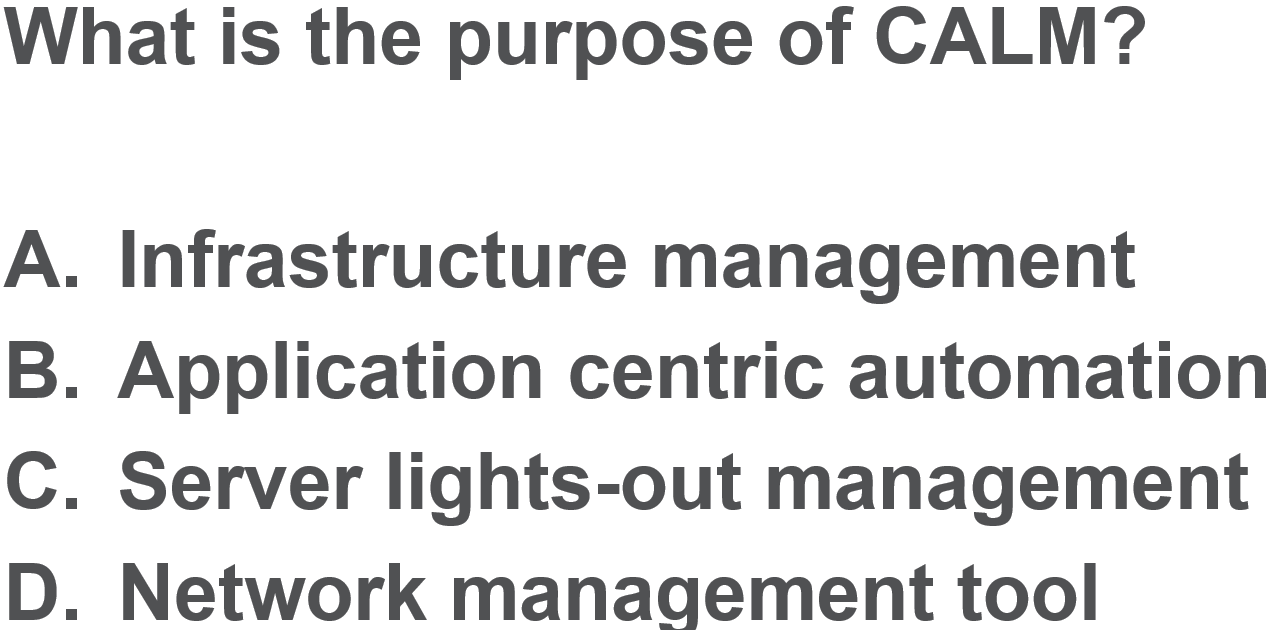 What is the purpose of CALM?
A. Infrastructure management
B. Application centric automation
C. Server lights-out management
D. Network management tool